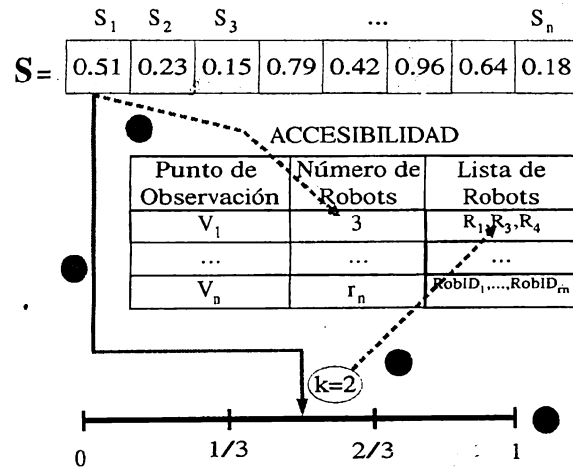 S1 S2 S3 ... Sn
S= 0.51 0.23 0.15 0.79 0.42 0.96 0.64 0.18
ACCESIBILIDAD
Punto de Observación Número de Robots Lista de Robots
V1 3 R1,R3,R4
... ... ...
Vn rn RobID1,...,RobIDrn
k=2
0 1/3 2/3 1